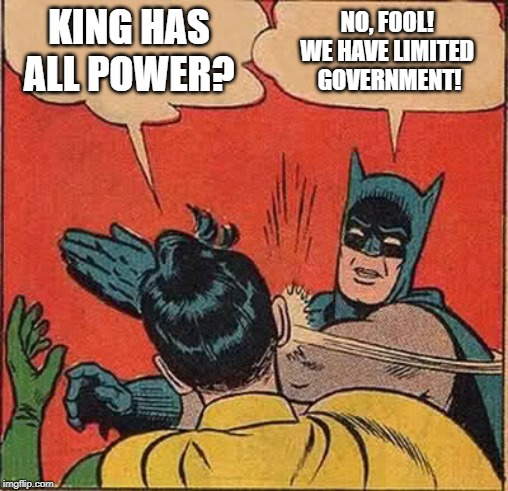 KING HAS
ALL POWER?
NO, FOOL!
WE HAVE LIMITED
GOVERNMENT!
imgflip.com